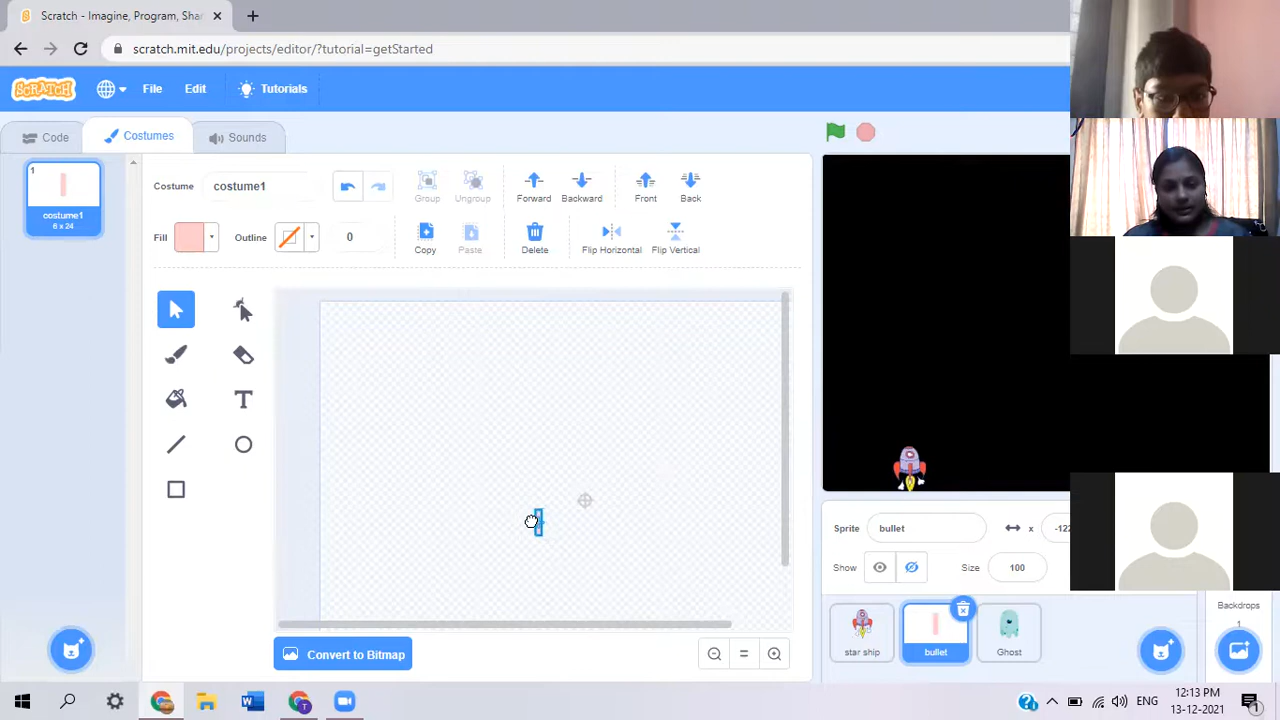 Scratch - Imagine, Program, Sha
scratch.mit.edu/projects/editor/?tutorial=getStarted
SCRATCH
File
Edit
Tutorials
Code
Costumes
Sounds
1
costume1
6 x 24
Costume
costume1
Group
Ungroup
Forward
Backward
Front
Back
Fill
Outline
0
Copy
Paste
Delete
Flip Horizontal
Flip Vertical
Convert to Bitmap
Sprite
bullet
x
-122
Show
Size
100
star ship
bullet
Ghost
Backdrops
1
ENG
12:13 PM
13-12-2021
1